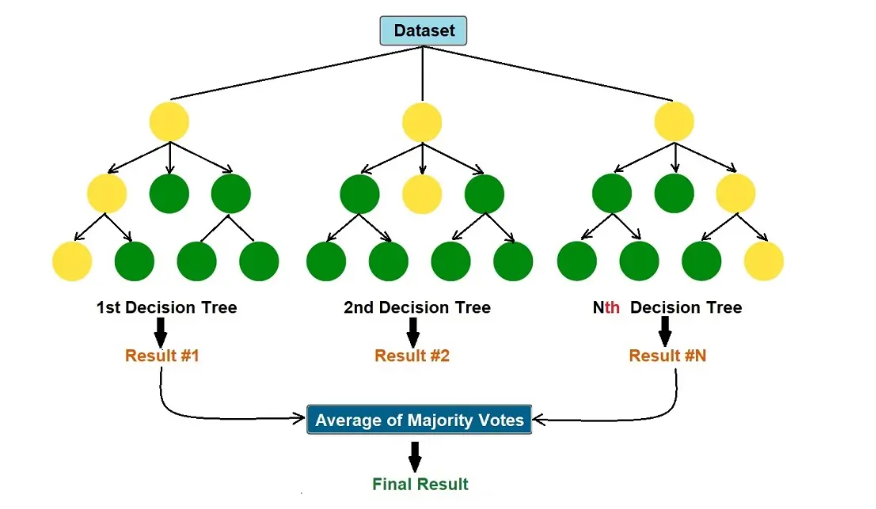 Dataset
1st Decision Tree
2nd Decision Tree
Nth Decision Tree
Result #1
Result #2
Result #N
Average of Majority Votes
Final Result